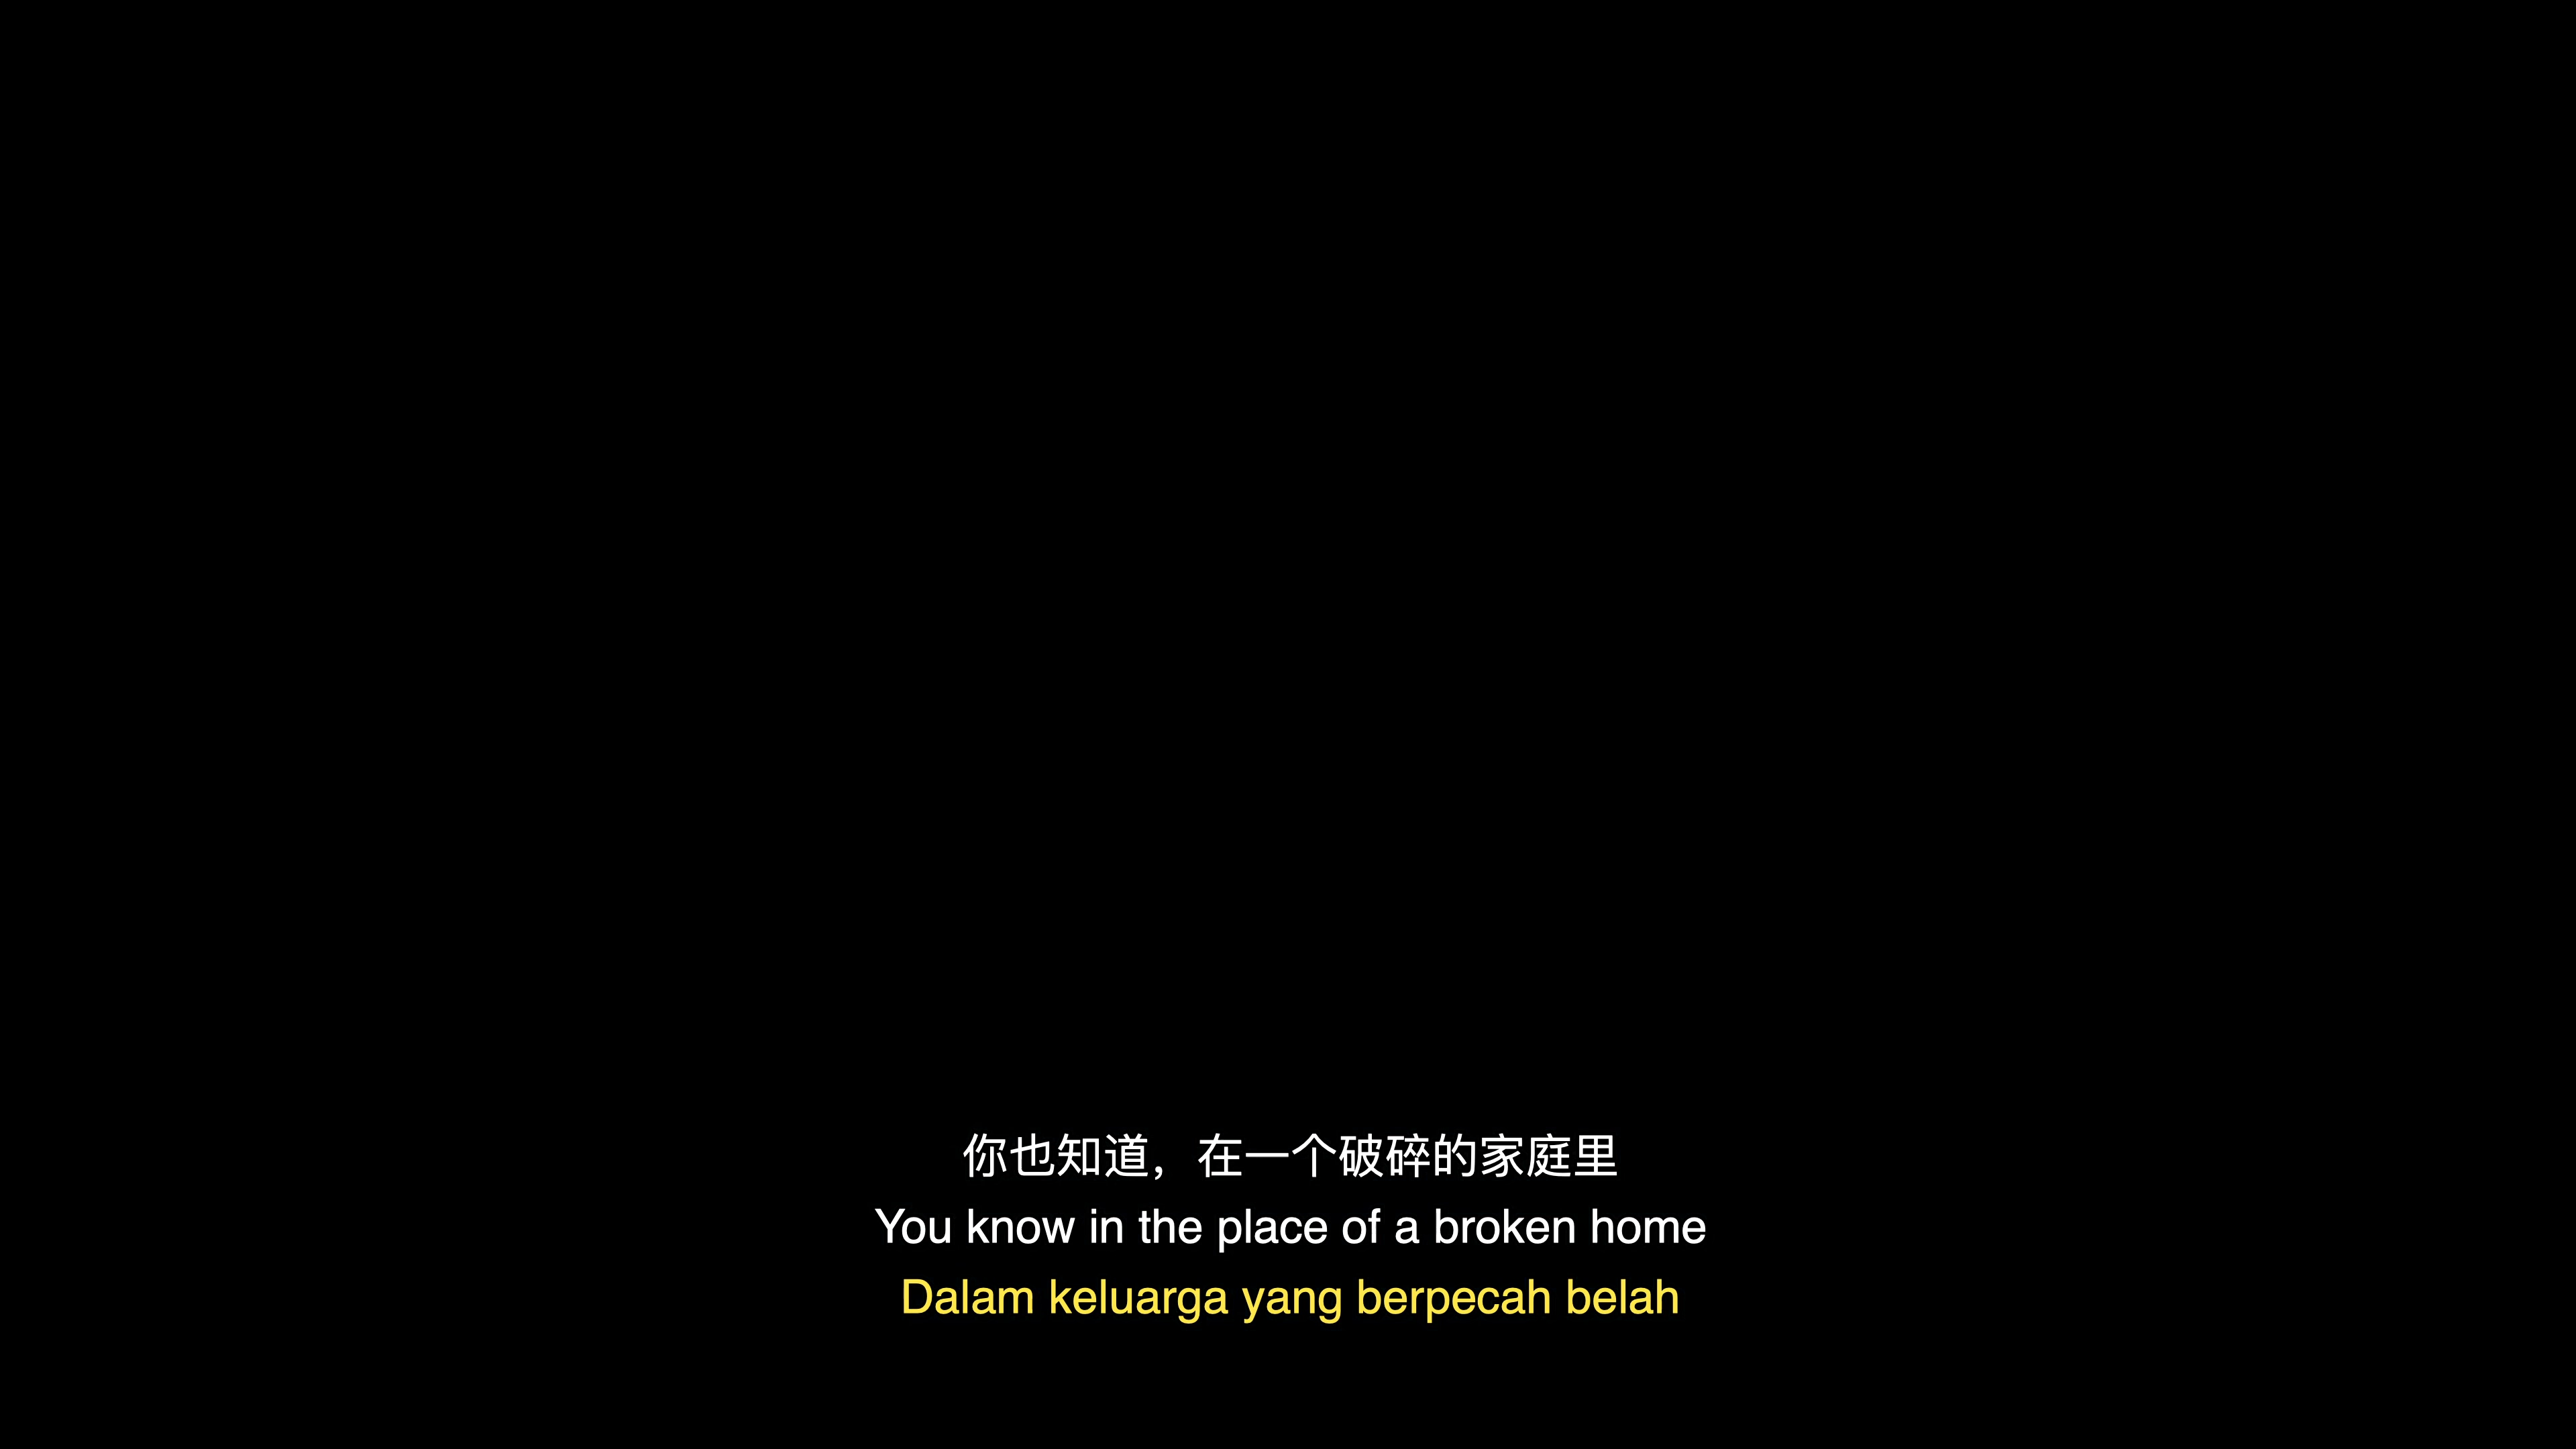 你也知道，在一个破碎的家庭里
You know in the place of a broken home
Dalam keluarga yang berpecah belah